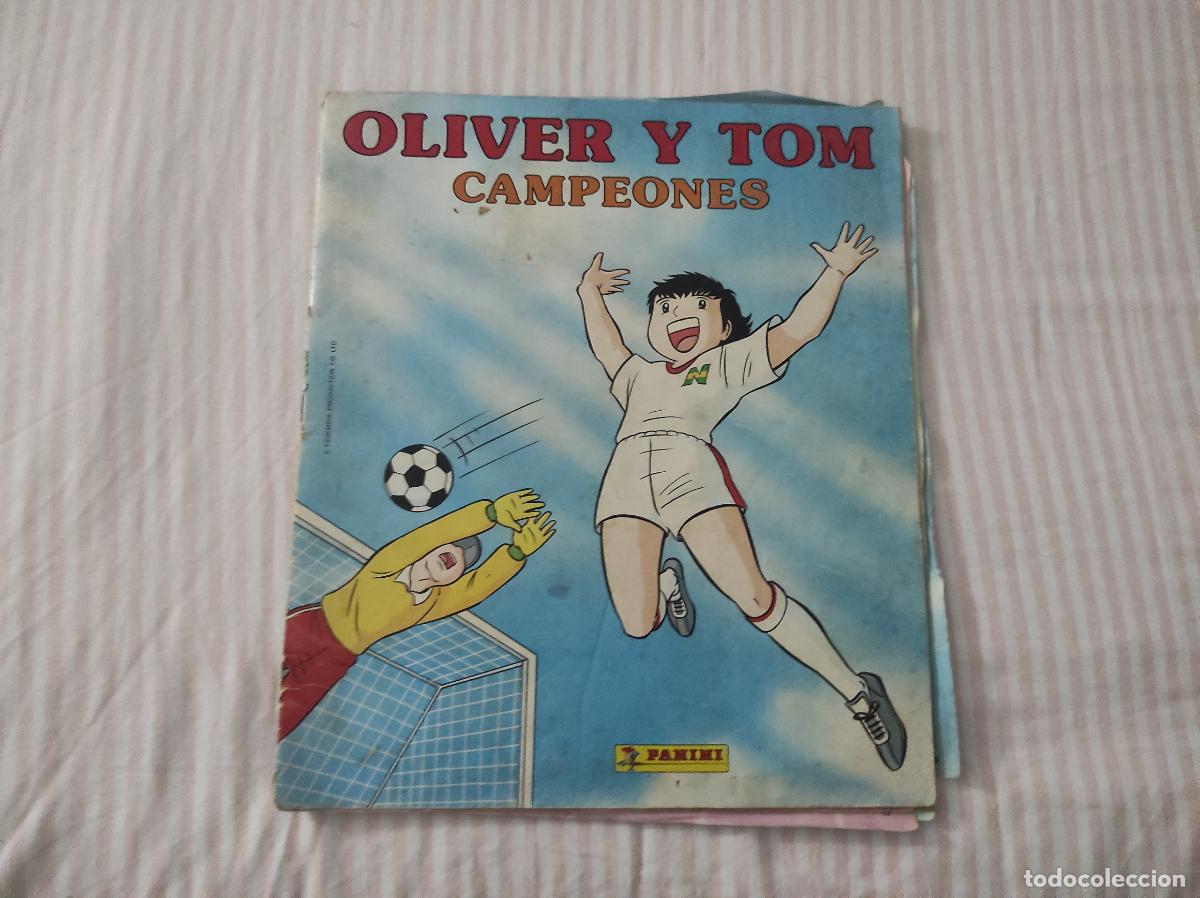 OLIVER Y TOM
CAMPEONES
N
PANINI
todocoleccion